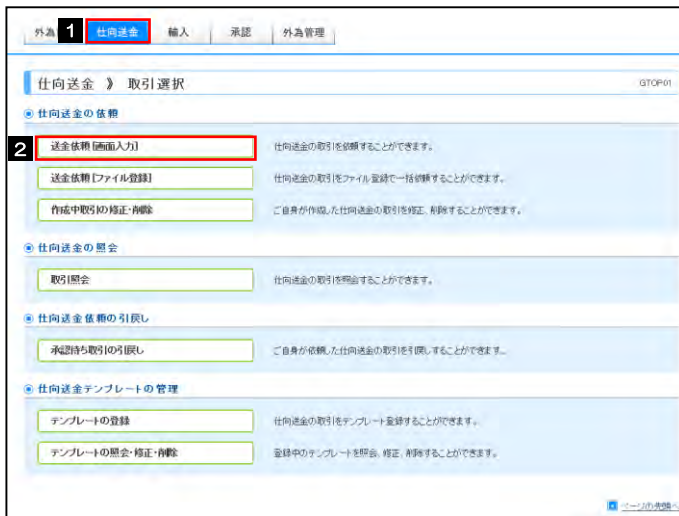 外為
1
仕向送金
輸入
承認
外為管理
仕向送金 》 取引選択
GTOP01
仕向送金の依頼
2
送金依頼[画面入力]
仕向送金の取引を依頼することができます。
送金依頼[ファイル登録]
仕向送金の取引をファイル登録で一括依頼することができます。
作成中取引の修正・削除
ご自身が作成した仕向送金の取引を修正、削除することができます。
仕向送金の照会
取引照会
仕向送金の取引を照会することができます。
仕向送金依頼の引戻し
承認待ち取引の引戻し
ご自身が依頼した仕向送金の取引を引戻しすることができます。
仕向送金テンプレートの管理
テンプレートの登録
仕向送金の取引をテンプレート登録することができます。
テンプレートの照会・修正・削除
登録中のテンプレートを照会、修正、削除することができます。
ページの先頭へ